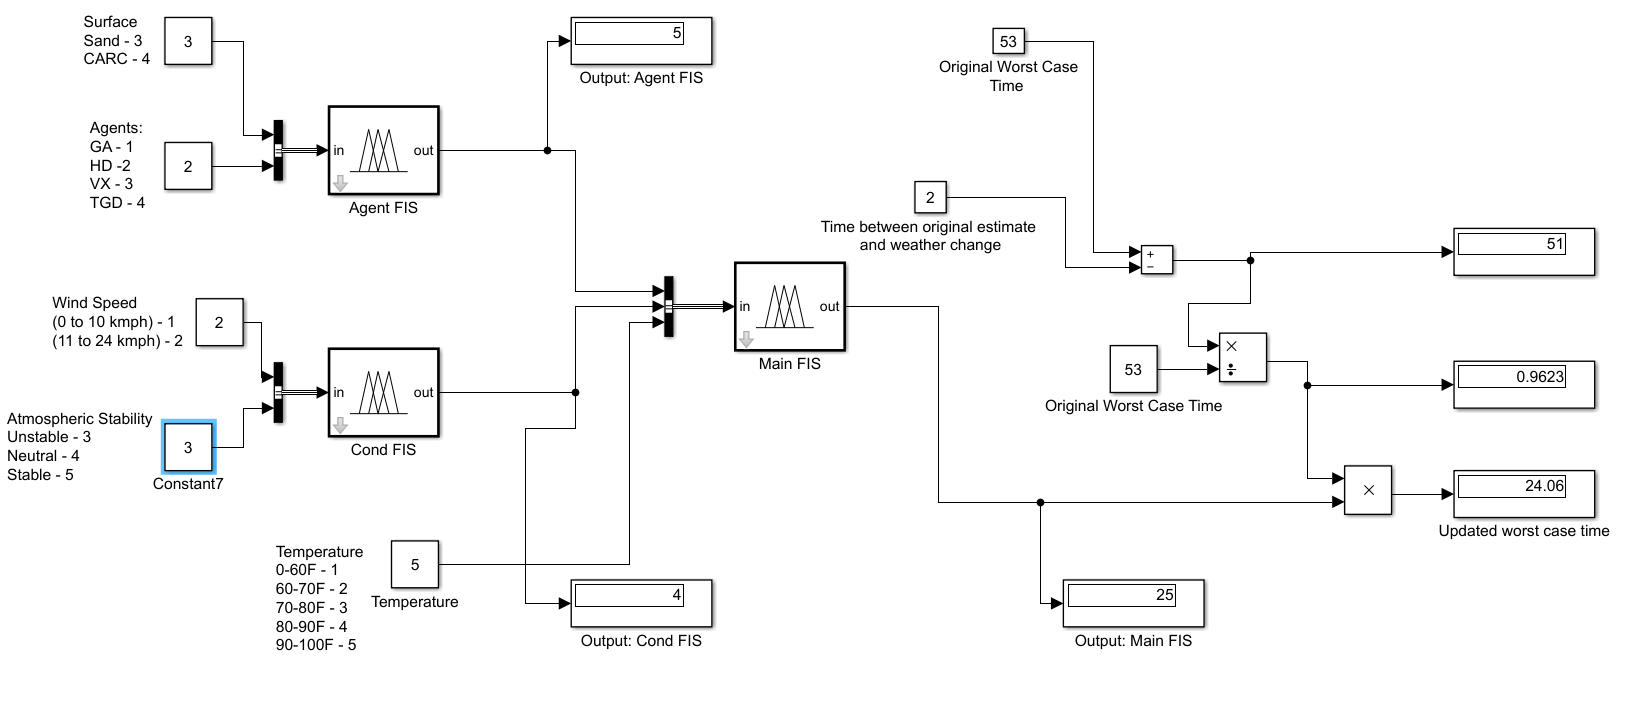 Surface
Sand - 3
CARC - 4
3
Agents:
GA - 1
HD -2
VX - 3
TGD - 4
2
in
out
Agent FIS
5
Output: Agent FIS
Wind Speed
(0 to 10 kmph) - 1
(11 to 24 kmph) - 2
2
Atmospheric Stability
Unstable - 3
Neutral - 4
Stable - 5
3
Constant7
in
out
Cond FIS
Temperature
0-60F - 1
60-70F - 2
70-80F - 3
80-90F - 4
90-100F - 5
5
Temperature
4
Output: Cond FIS
in
out
Main FIS
53
Original Worst Case
Time
2
Time between original estimate
and weather change
+
−
51
53
Original Worst Case Time
×
÷
0.9623
×
24.06
Updated worst case time
25
Output: Main FIS